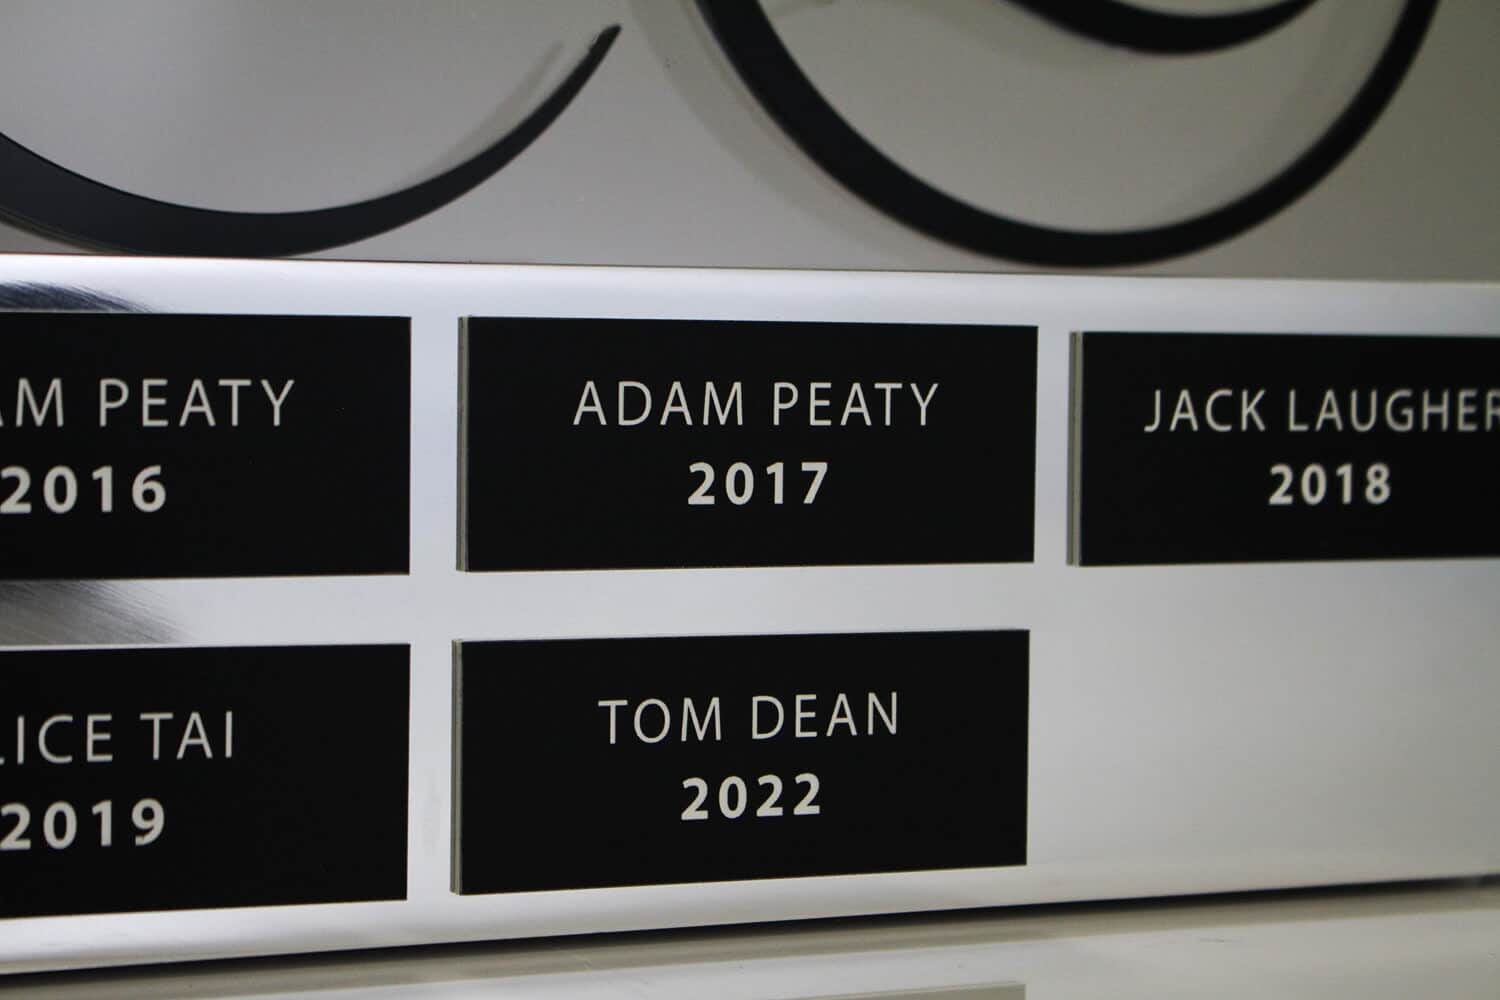 AM PEATY
2016
ADAM PEATY
2017
JACK LAUGHER
2018
LICE TAI
2019
TOM DEAN
2022